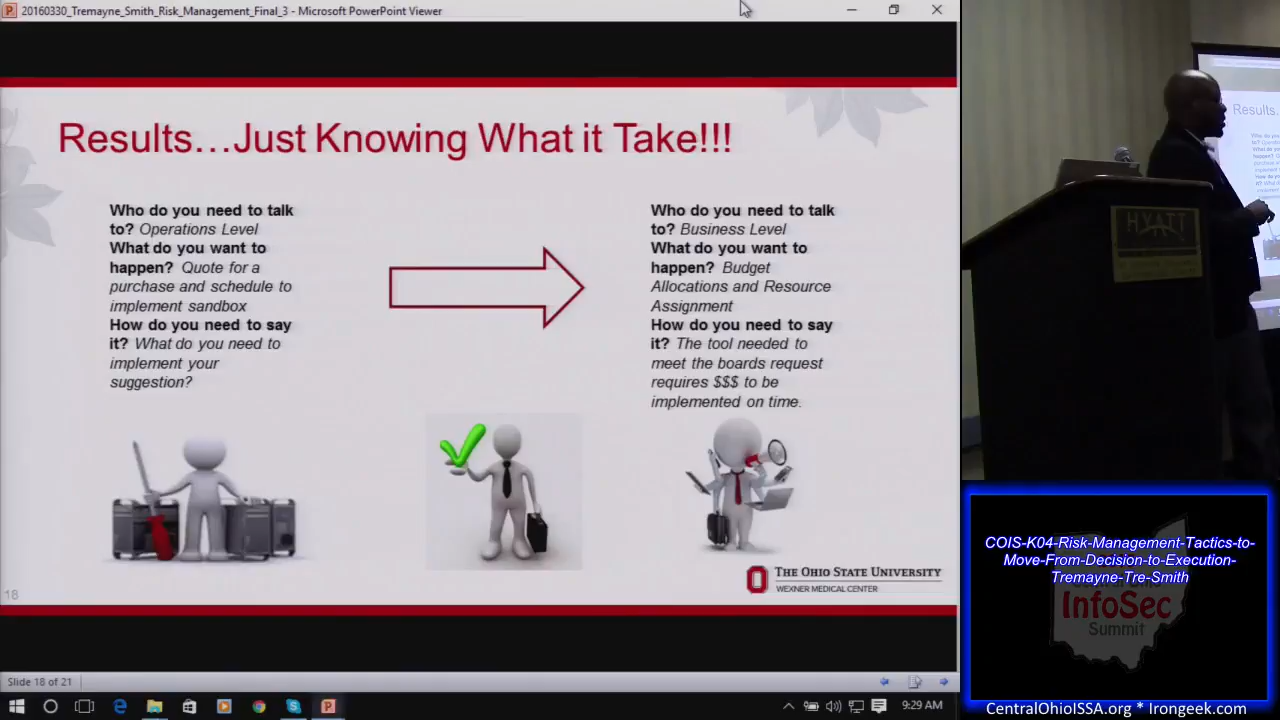 20160330_Tremayne_Smith_Risk_Management_Final_3 - Microsoft PowerPoint Viewer
Results…Just Knowing What it Take!!!
Who do you need to talk
to? Operations Level
What do you want to
happen? Quote for a
purchase and schedule to
implement sandbox
How do you need to say
it? What do you need to
implement your
suggestion?
Who do you need to talk
to? Business Level
What do you want to
happen? Budget
Allocations and Resource
Assignment
How do you need to say
it? The tool needed to
meet the boards request
requires $$$ to be
implemented on time.
THE OHIO STATE UNIVERSITY
WEXNER MEDICAL CENTER
18
Slide 18 of 21
9:29 AM
Results
HYATT
COIS-K04-Risk-Management-Tactics-to-
Move-From-Decision-to-Execution-
Tremayne-Tre-Smith
InfoSec
Summit
CentralOhioISSA.org * Irongeek.com